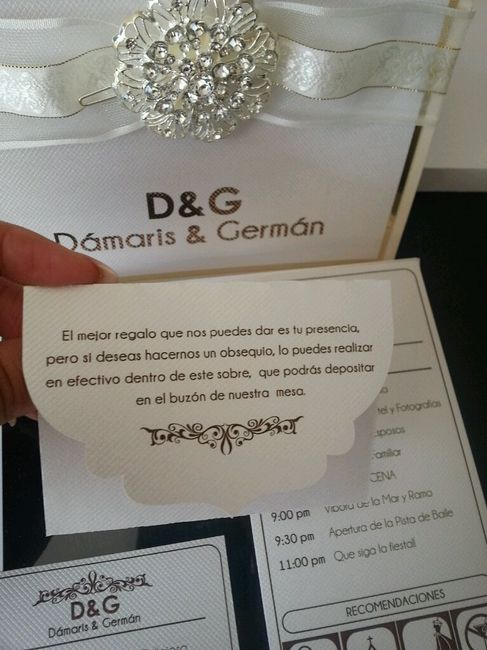 D&G
Dámaris & Germán
El mejor regalo que nos puedes dar es tu presencia,
pero si deseas hacernos un obsequio, lo puedes realizar
en efectivo dentro de este sobre, que podrás depositar
en el buzón de nuestra mesa.
y Fotografías
CENA
9:00 pm Víbora de la Mar y Ramo
9:30 pm Apertura de la Pista de Baile
11:00 pm Que siga la fiesta!!
RECOMENDACIONES
D&G
Dámaris & Germán